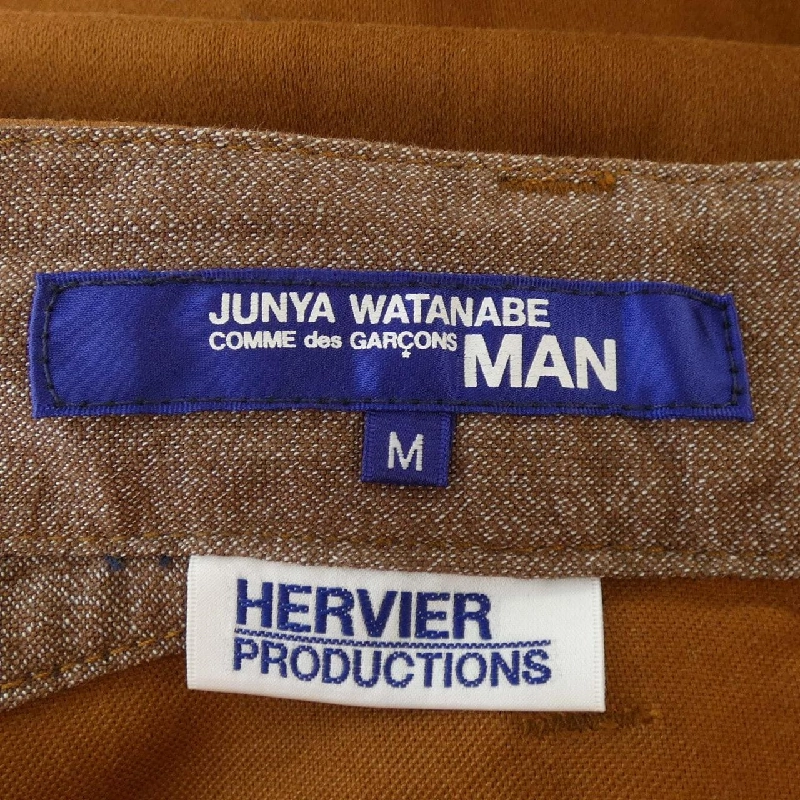 JUNYA WATANABE
COMME des GARÇONS MAN
M
HERVIER
PRODUCTIONS